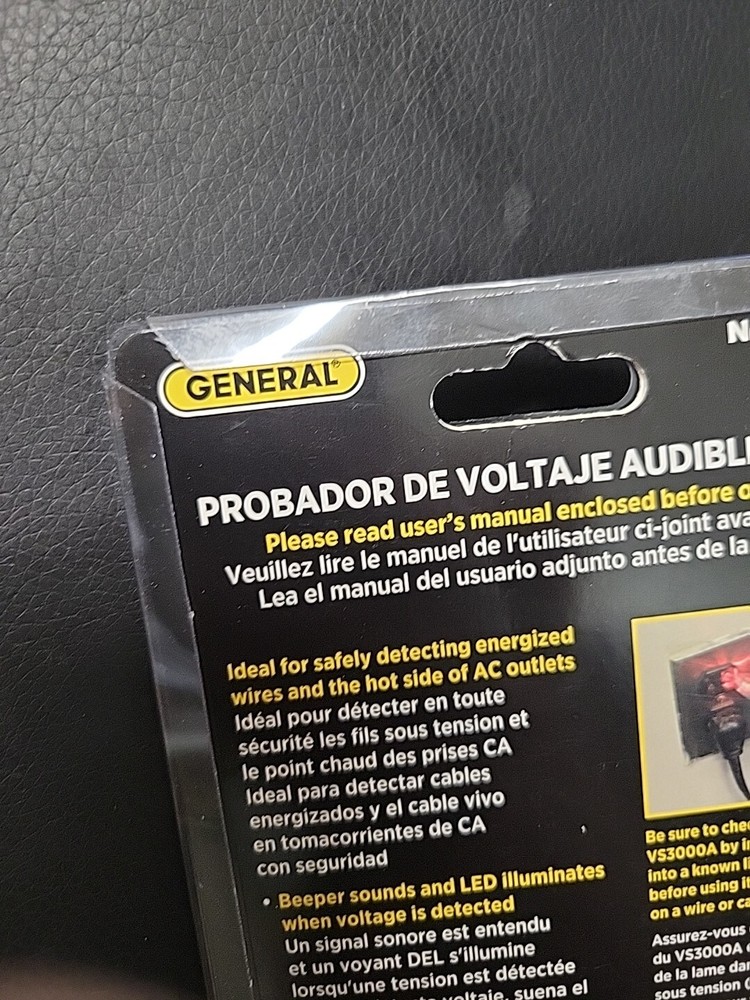 GENERAL®
N
PROBADOR DE VOLTAJE AUDIBL
Please read user's manual enclosed before o
Veuillez lire le manuel de l'utilisateur ci-joint ava
Lea el manual del usuario adjunto antes de la
Ideal for safely detecting energized
wires and the hot side of AC outlets
Idéal pour détecter en toute
sécurité les fils sous tension et
le point chaud des prises CA
Ideal para detectar cables
energizados y el cable vivo
en tomacorrientes de CA
con seguridad
• Beeper sounds and LED illuminates
when voltage is detected
Un signal sonore est entendu
et un voyant DEL s'illumine
lorsqu'une tension est détectée
voltaje, suena el
Be sure to che
VS3000A by i
into a known li
before using it
on a wire or ca
Assurez-vous
du VS3000A
de la lame da
sous tension